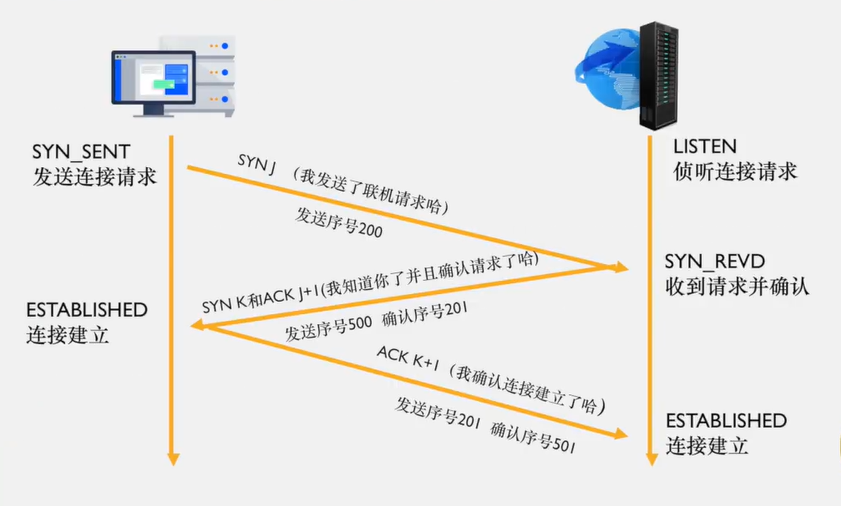 SYN_SENT
发送连接请求
LISTEN
侦听连接请求
SYN J （我发送了联机请求哈）
发送序号200
SYN_REVD
收到请求并确认
SYN K和ACK J+1(我知道你了并且确认请求了哈)
发送序号500 确认序号201
ESTABLISHED
连接建立
ACK K+1（我确认连接建立了哈）
发送序号201 确认序号501
ESTABLISHED
连接建立